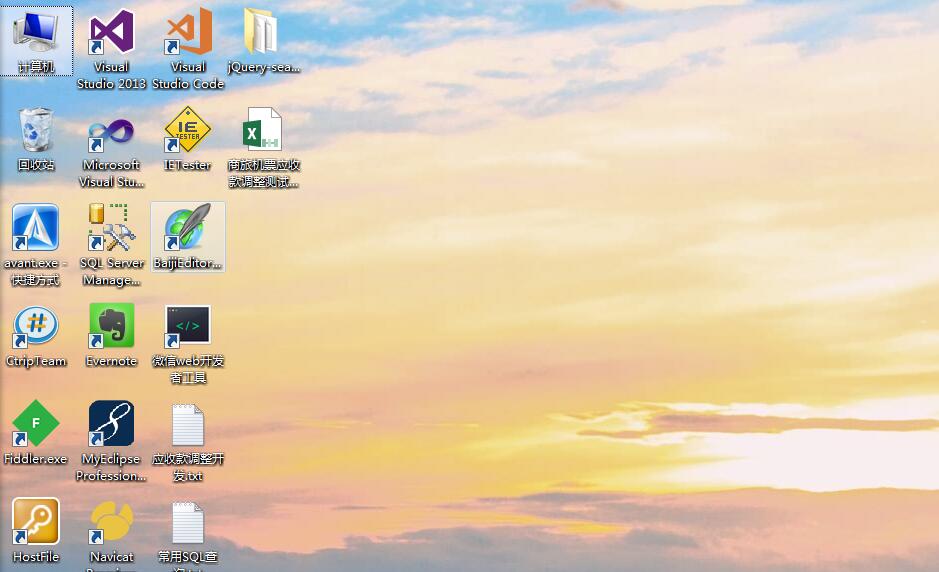 计算机
Visual
Studio 2013
Visual
Studio Code
jQuery-sea...
回收站
Microsoft
Visual Stu...
IE
TESTER
IETester
商旅机票应收
款调整测试...
avant.exe -
快捷方式
SQL Server
Manage...
BaijiEditor...
CtripTeam
Evernote
</>
微信web开发
者工具
F
Fiddler.exe
MyEclipse
Profession...
应收款调整开
发.txt
HostFile
Navicat
常用SQL查